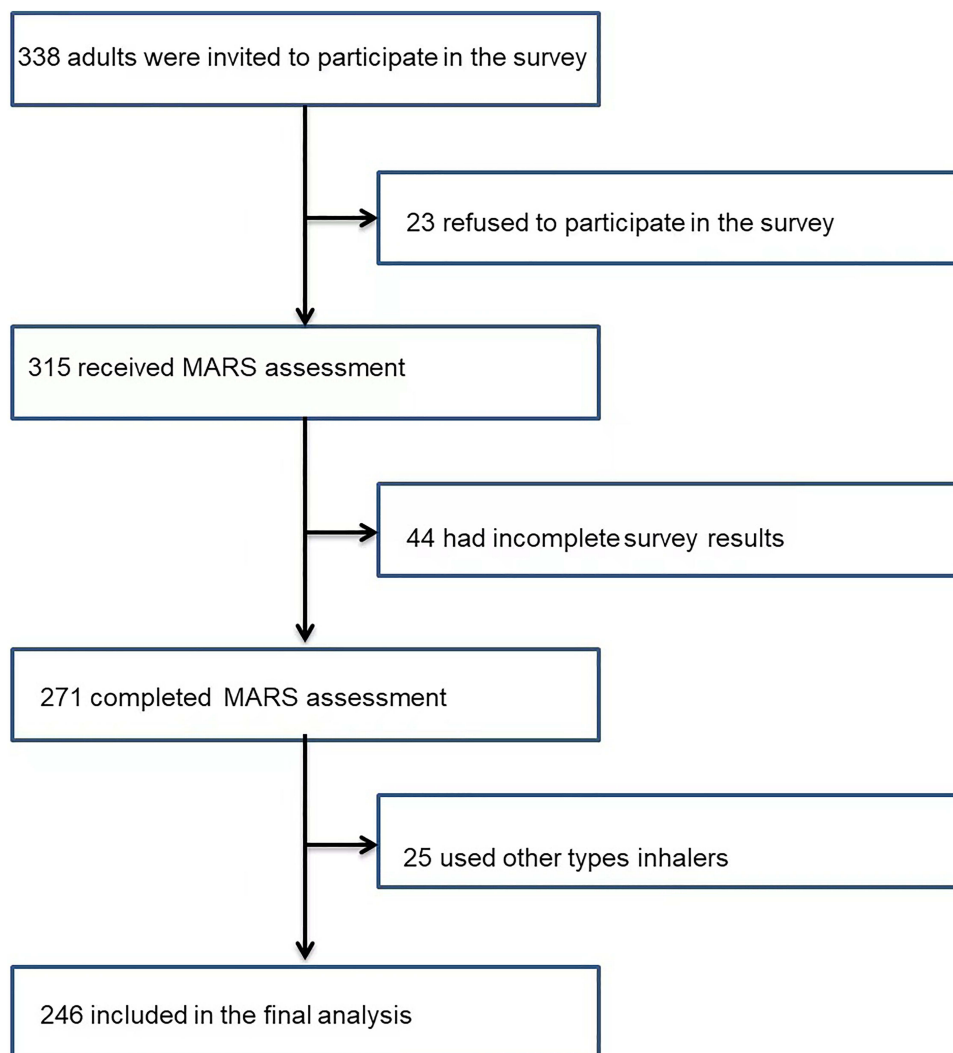 338 adults were invited to participate in the survey
23 refused to participate in the survey
315 received MARS assessment
44 had incomplete survey results
271 completed MARS assessment
25 used other types inhalers
246 included in the final analysis